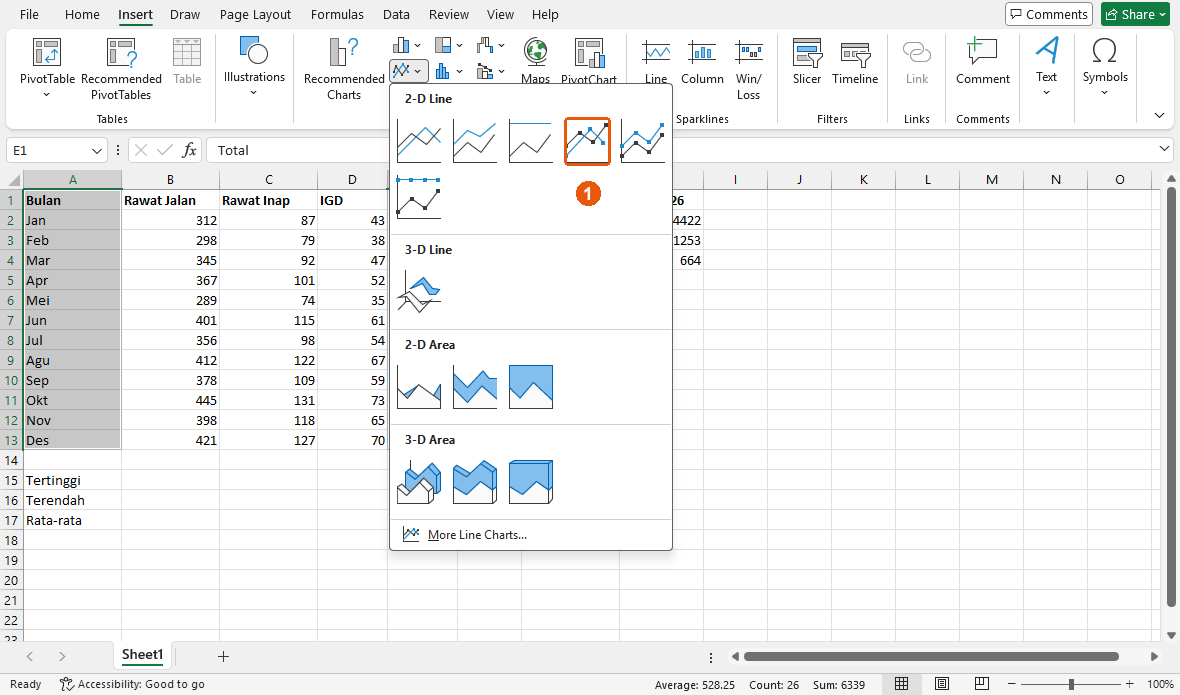 File Home Insert Draw Page Layout Formulas Data Review View Help Comments Share
PivotTable Recommended PivotTables Table Illustrations Recommended Charts Maps PivotChart Line Column Win/Loss Slicer Timeline Link Comment Text Symbols
Tables Sparklines Filters Links Comments
E1 fx Total
2-D Line
1
3-D Line
2-D Area
3-D Area
More Line Charts...
A B C D I J K L M N O
1 Bulan Rawat Jalan Rawat Inap IGD 26
2 Jan 312 87 43 4422
3 Feb 298 79 38 1253
4 Mar 345 92 47 664
5 Apr 367 101 52
6 Mei 289 74 35
7 Jun 401 115 61
8 Jul 356 98 54
9 Agu 412 122 67
10 Sep 378 109 59
11 Okt 445 131 73
12 Nov 398 118 65
13 Des 421 127 70
14
15 Tertinggi
16 Terendah
17 Rata-rata
18
19
20
21
22
23
Sheet1
Ready Accessibility: Good to go Average: 528.25 Count: 26 Sum: 6339 100%